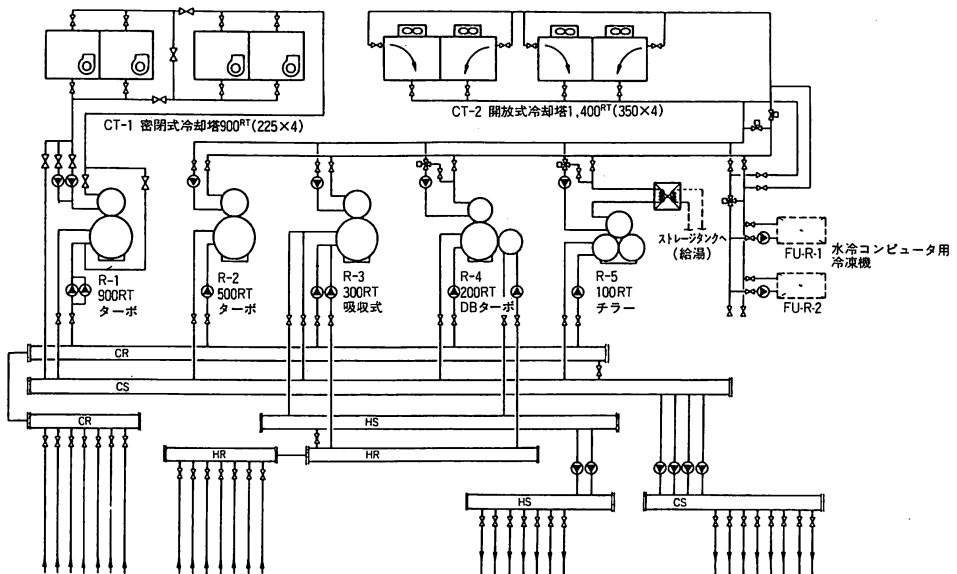 CT-1 密閉式冷却塔900RT(225×4)
CT-2 開放式冷却塔1,400RT(350×4)
R-1
900RT
ターボ
R-2
500RT
ターボ
R-3
300RT
吸収式
R-4
200RT
DBターボ
R-5
100RT
チラー
ストレージタンクへ
(給湯)
FU-R-1
水冷コンピュータ用
冷凍機
FU-R-2
CR
CS
CR
HS
HR
HR
HS
CS